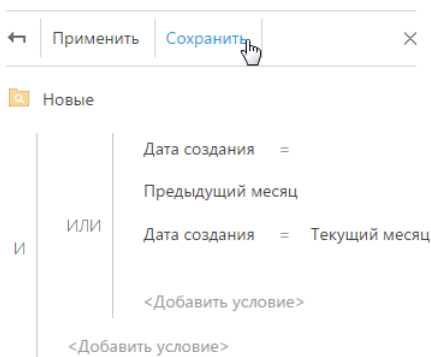 Применить Сохранить
Новые
Дата создания =
Предыдущий месяц
ИЛИ
Дата создания = Текущий месяц
И
<Добавить условие>
<Добавить условие>